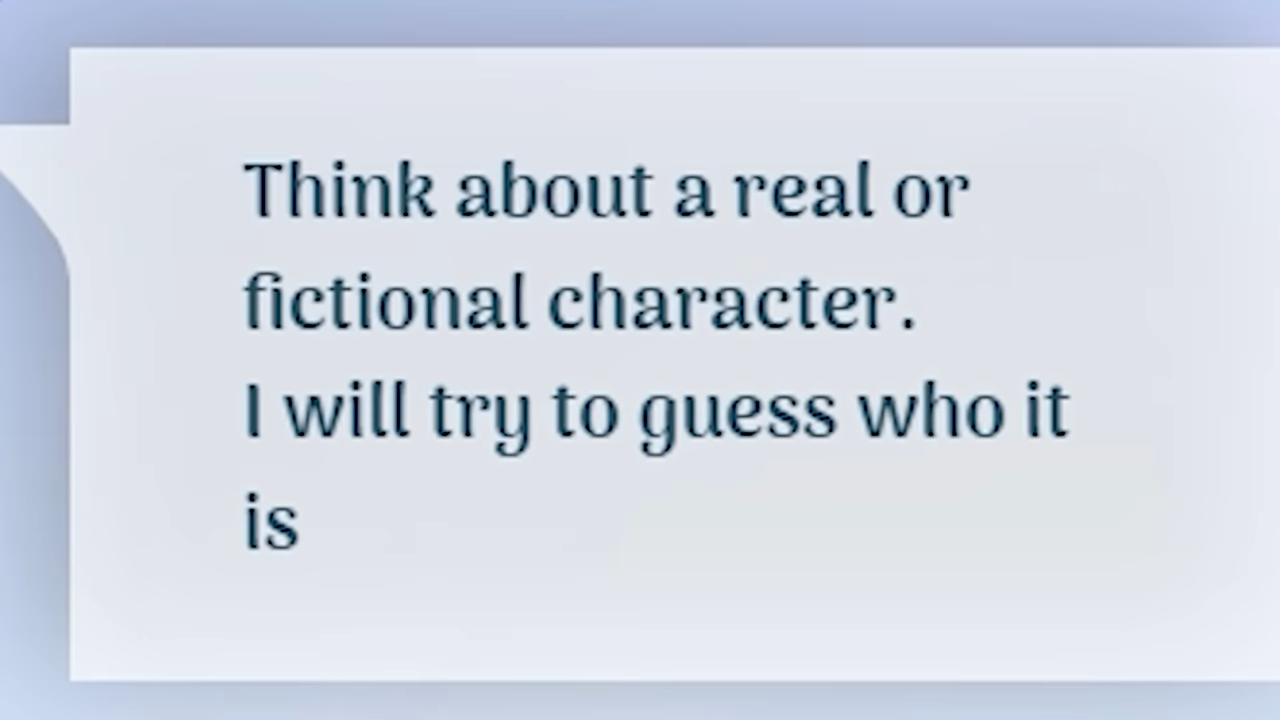 Think about a real or
fictional character.
I will try to guess who it
is